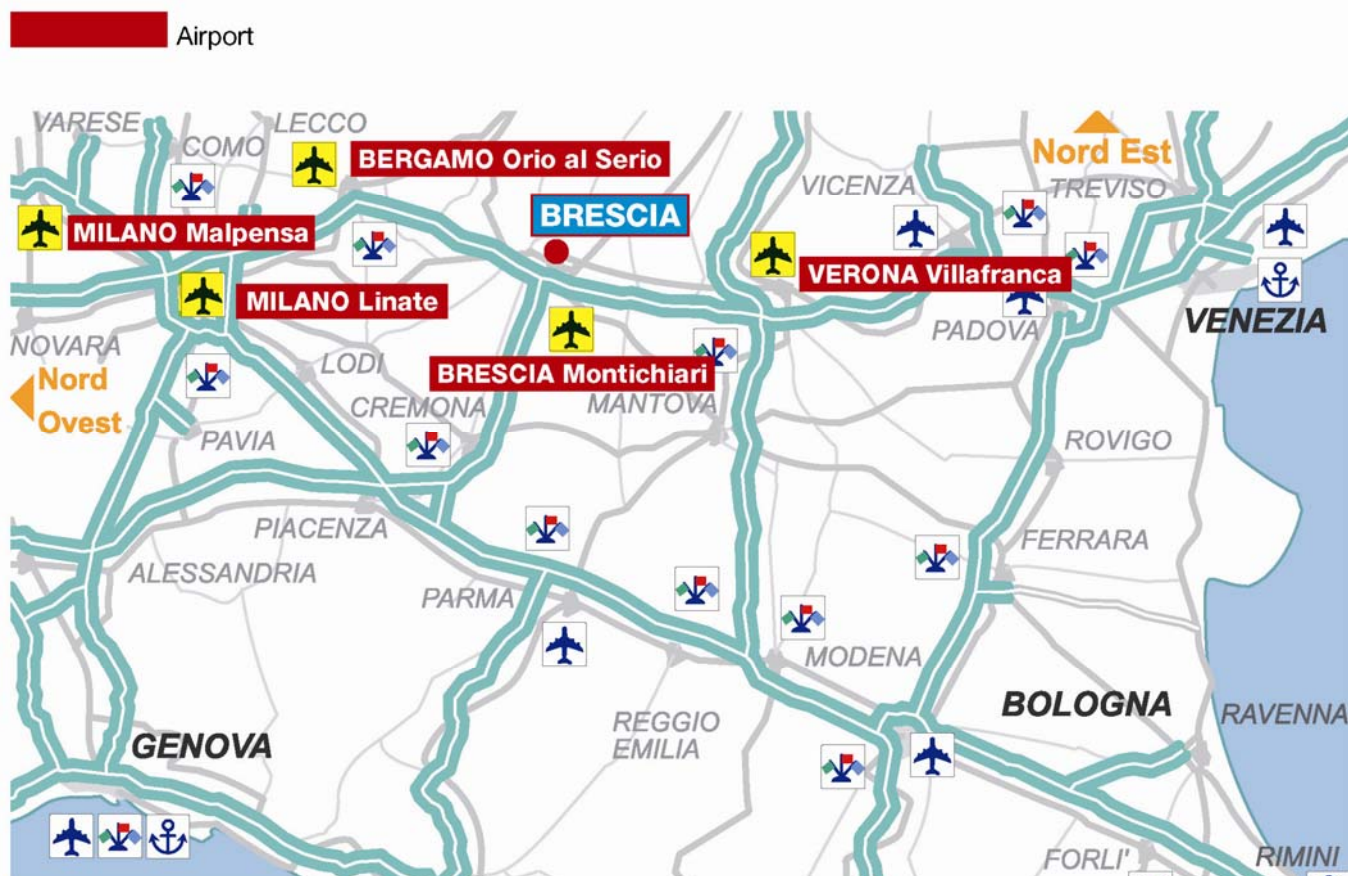 Airport
VARESE
LECCO
COMO
BERGAMO Orio al Serio
Nord Est
VICENZA
TREVISO
BRESCIA
MILANO Malpensa
VERONA Villafranca
MILANO Linate
VENEZIA
PADOVA
NOVARA
LODI
BRESCIA Montichiari
Nord
Ovest
CREMONA
MANTOVA
PAVIA
ROVIGO
PIACENZA
FERRARA
ALESSANDRIA
PARMA
MODENA
BOLOGNA
RAVENNA
REGGIO
EMILIA
GENOVA
FORLI'
RIMINI